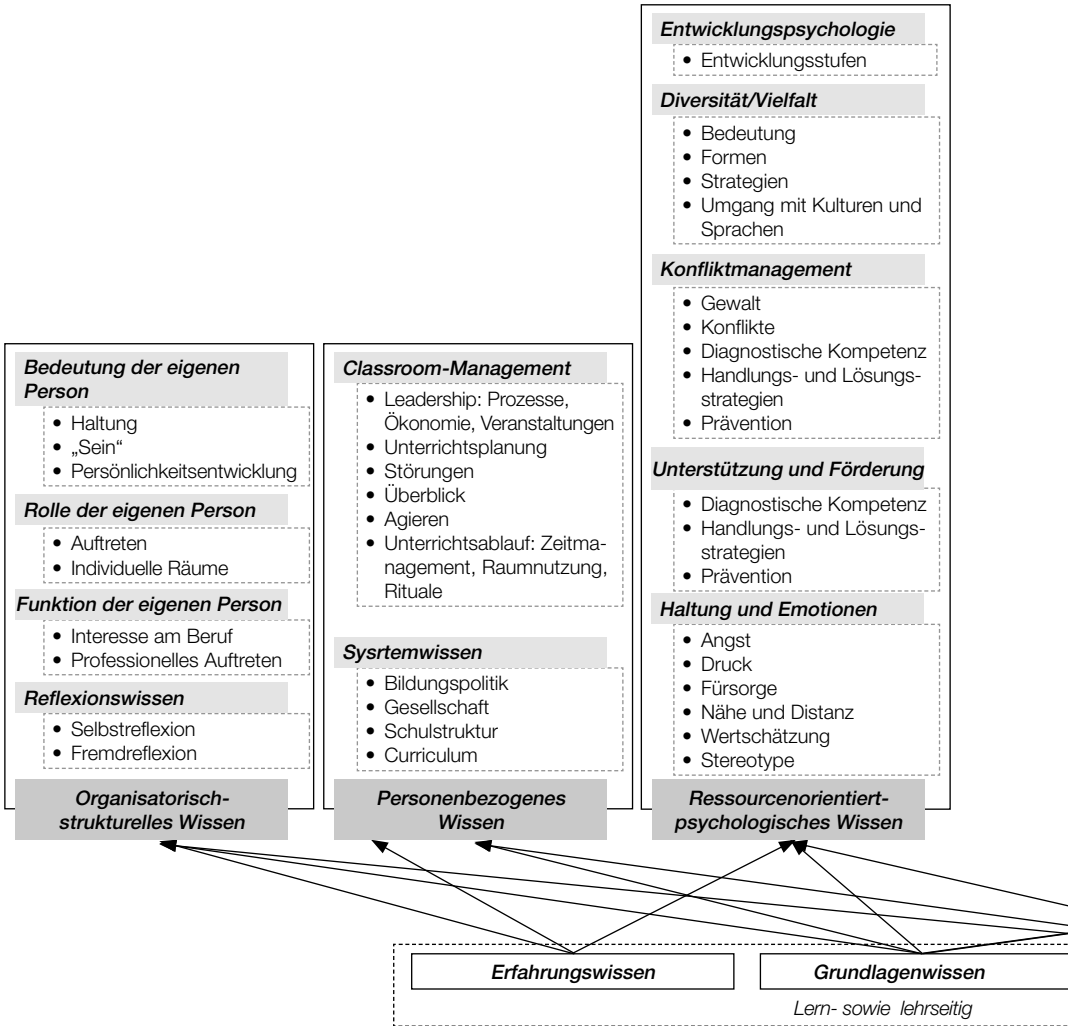 Bedeutung der eigenen
Person
• Haltung
• „Sein“
• Persönlichkeitsentwicklung
Rolle der eigenen Person
• Auftreten
• Individuelle Räume
Funktion der eigenen Person
• Interesse am Beruf
• Professionelles Auftreten
Reflexionswissen
• Selbstreflexion
• Fremdreflexion
Organisatorisch-
strukturelles Wissen
Classroom-Management
• Leadership: Prozesse,
Ökonomie, Veranstaltungen
• Unterrichtsplanung
• Störungen
• Überblick
• Agieren
• Unterrichtsablauf: Zeitma-
nagement, Raumnutzung,
Rituale
Sysrtemwissen
• Bildungspolitik
• Gesellschaft
• Schulstruktur
• Curriculum
Personenbezogenes
Wissen
Entwicklungspsychologie
• Entwicklungsstufen
Diversität/Vielfalt
• Bedeutung
• Formen
• Strategien
• Umgang mit Kulturen und
Sprachen
Konfliktmanagement
• Gewalt
• Konflikte
• Diagnostische Kompetenz
• Handlungs- und Lösungs-
strategien
• Prävention
Unterstützung und Förderung
• Diagnostische Kompetenz
• Handlungs- und Lösungs-
strategien
• Prävention
Haltung und Emotionen
• Angst
• Druck
• Fürsorge
• Nähe und Distanz
• Wertschätzung
• Stereotype
Ressourcenorientiert-
psychologisches Wissen
Erfahrungswissen
Grundlagenwissen
Lern- sowie lehrseitig